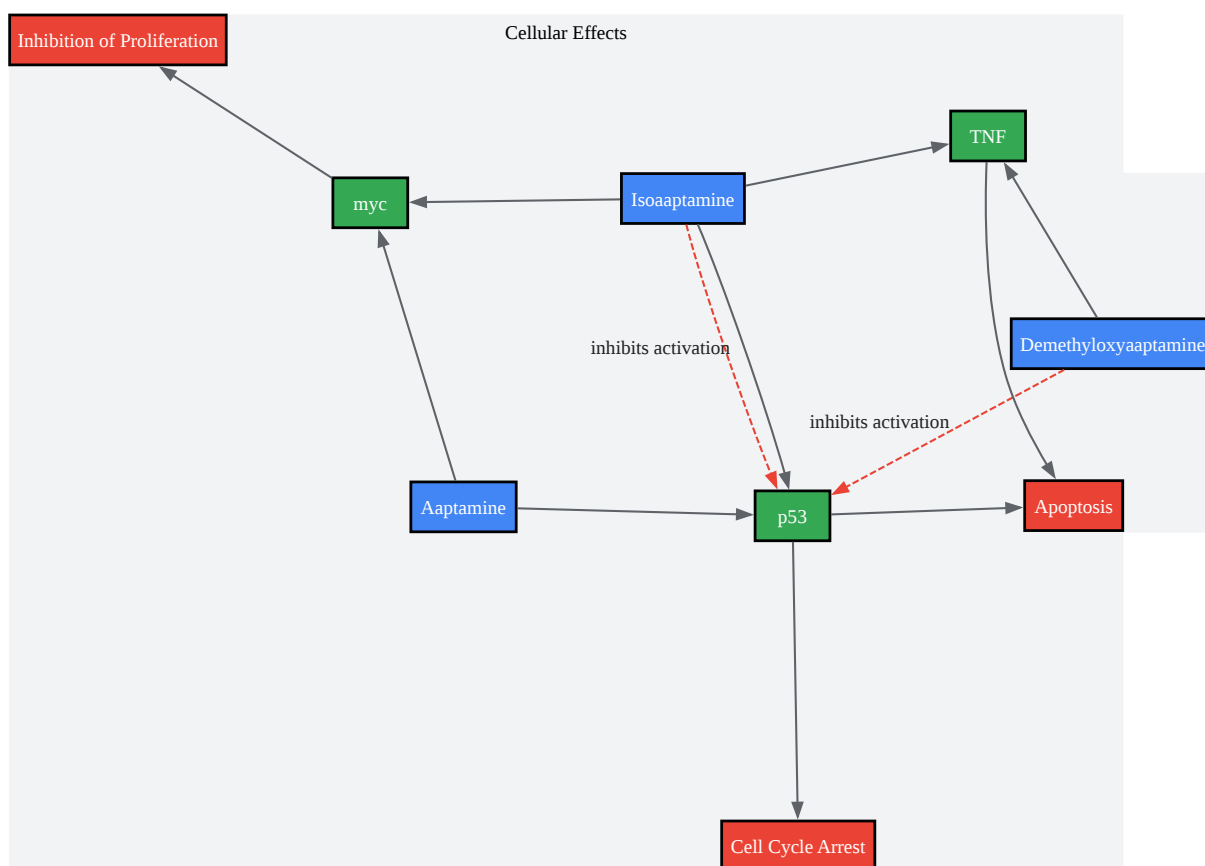 Cellular Effects
Inhibition of Proliferation
TNF
Isoaaptamine
myc
Demethyloxyaaptamine
inhibits activation
inhibits activation
Aaptamine
Apoptosis
p53
Cell Cycle Arrest